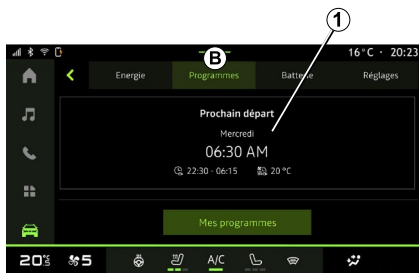 1
B
16°C · 20:23
Energie Programmes Batterie Réglages
Prochain départ
Mercredi
06:30 AM
22:30 - 06:15 20 °C
Mes programmes
20 5 A/C